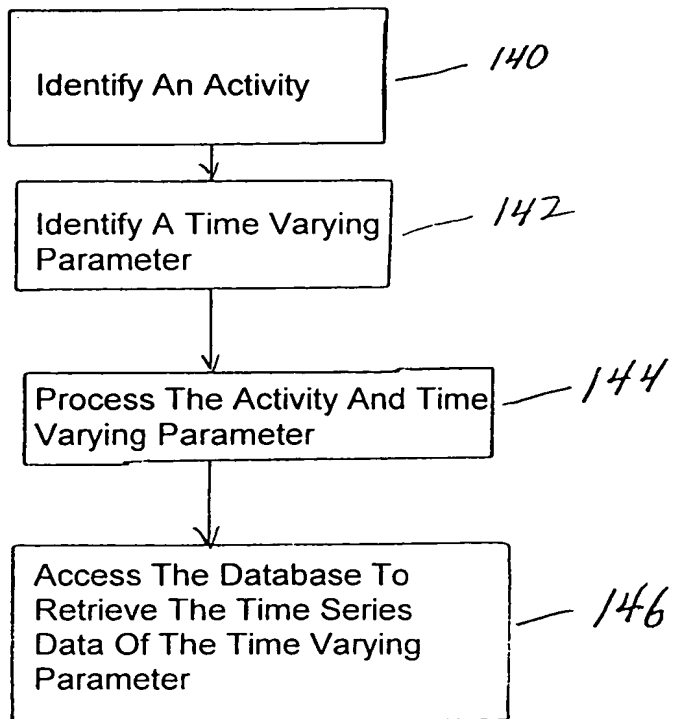 Identify An Activity
140
Identify A Time Varying
Parameter
142
Process The Activity And Time
Varying Parameter
144
Access The Database To
Retrieve The Time Series
Data Of The Time Varying
Parameter
146